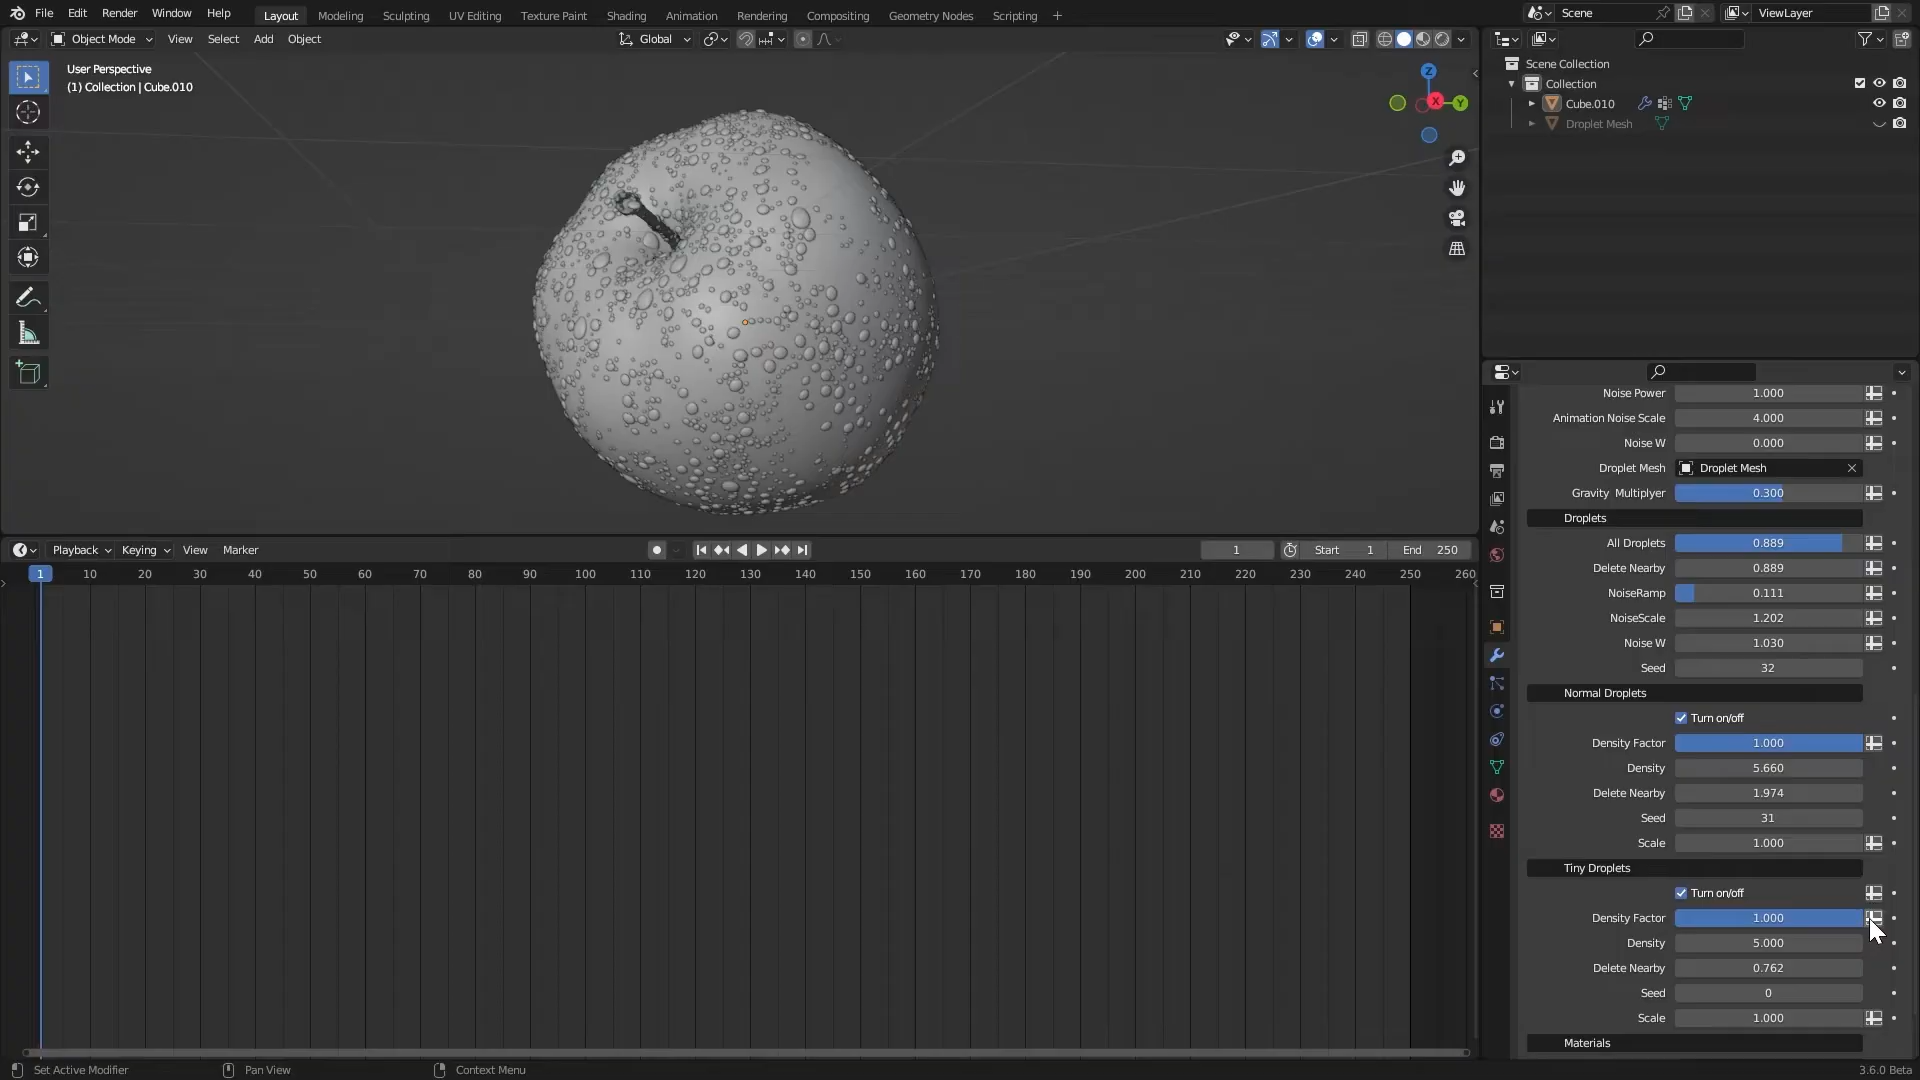 File Edit Render Window Help Layout Modeling Sculpting UV Editing Texture Paint Shading Animation Rendering Compositing Geometry Nodes Scripting + Scene ViewLayer
Object Mode View Select Add Object Global
User Perspective
(1) Collection | Cube.010
Z
X
Y
Scene Collection
Collection
Cube.010
Droplet Mesh
Noise Power 1.000
Animation Noise Scale 4.000
Noise W 0.000
Droplet Mesh Droplet Mesh
Gravity Multiplyer 0.300
Droplets
All Droplets 0.889
Delete Nearby 0.889
NoiseRamp 0.111
NoiseScale 1.202
Noise W 1.030
Seed 32
Normal Droplets
Turn on/off
Density Factor 1.000
Density 5.660
Delete Nearby 1.974
Seed 31
Scale 1.000
Tiny Droplets
Turn on/off
Density Factor 1.000
Density 5.000
Delete Nearby 0.762
Seed 0
Scale 1.000
Materials
Playback Keying View Marker 1 Start 1 End 250
1 10 20 30 40 50 60 70 80 90 100 110 120 130 140 150 160 170 180 190 200 210 220 230 240 250 260
Set Active Modifier Pan View Context Menu 3.6.0 Beta